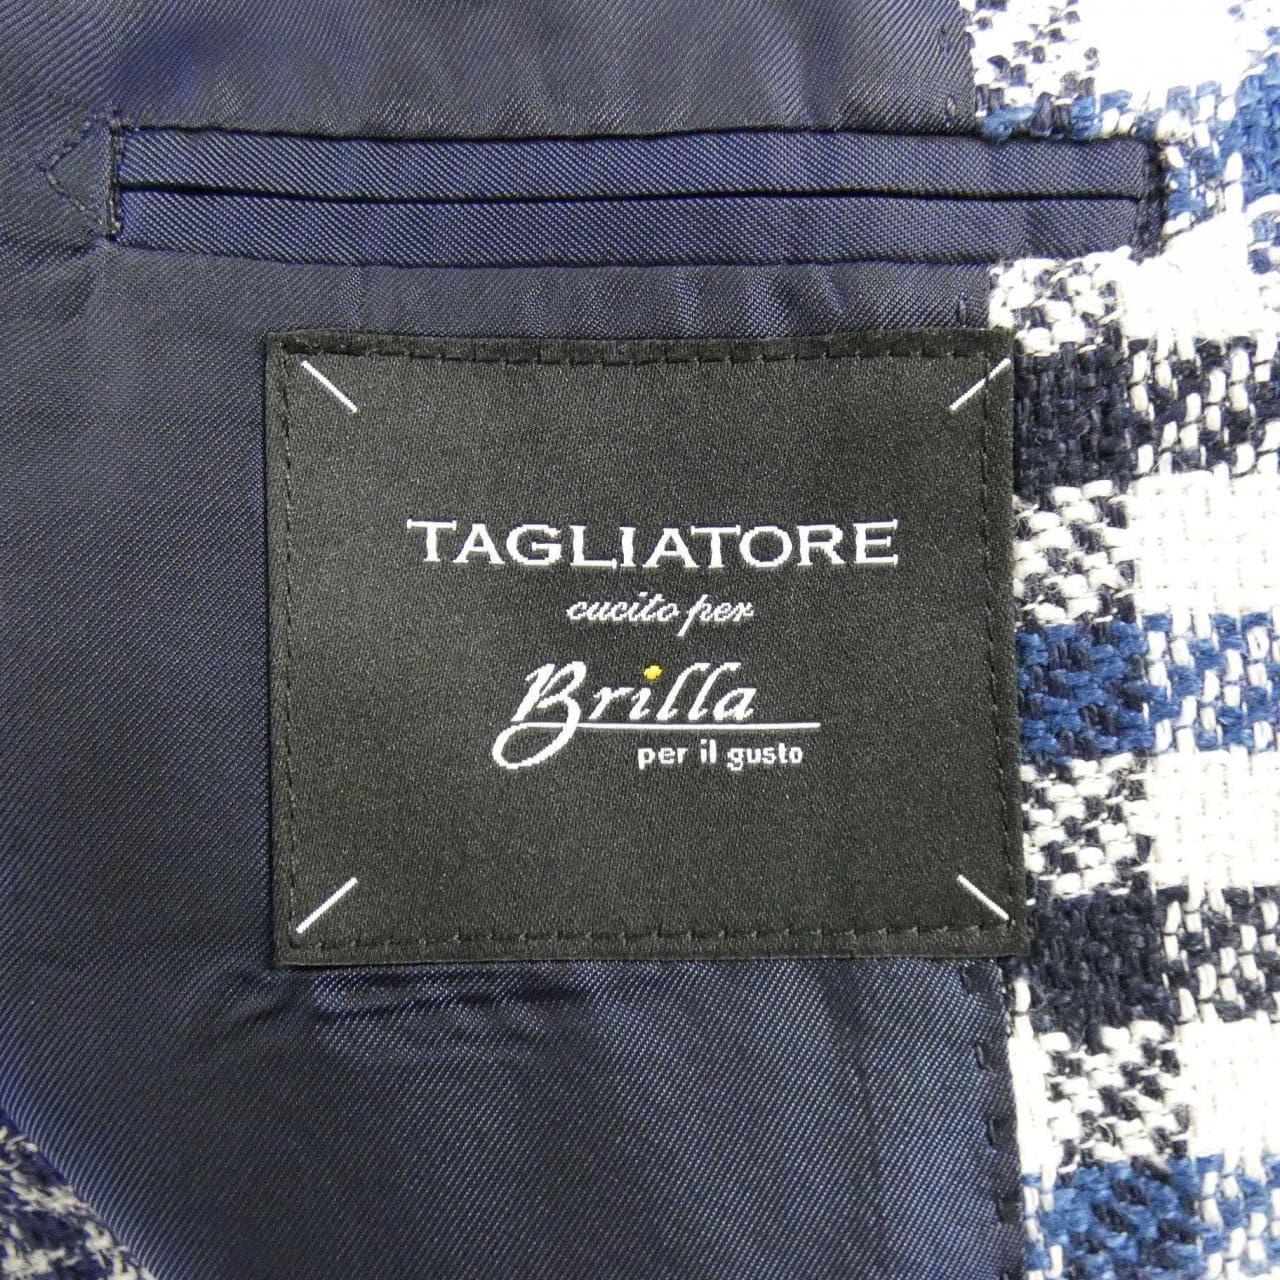 TAGLIATORE
cucito per
Brilla
per il gusto